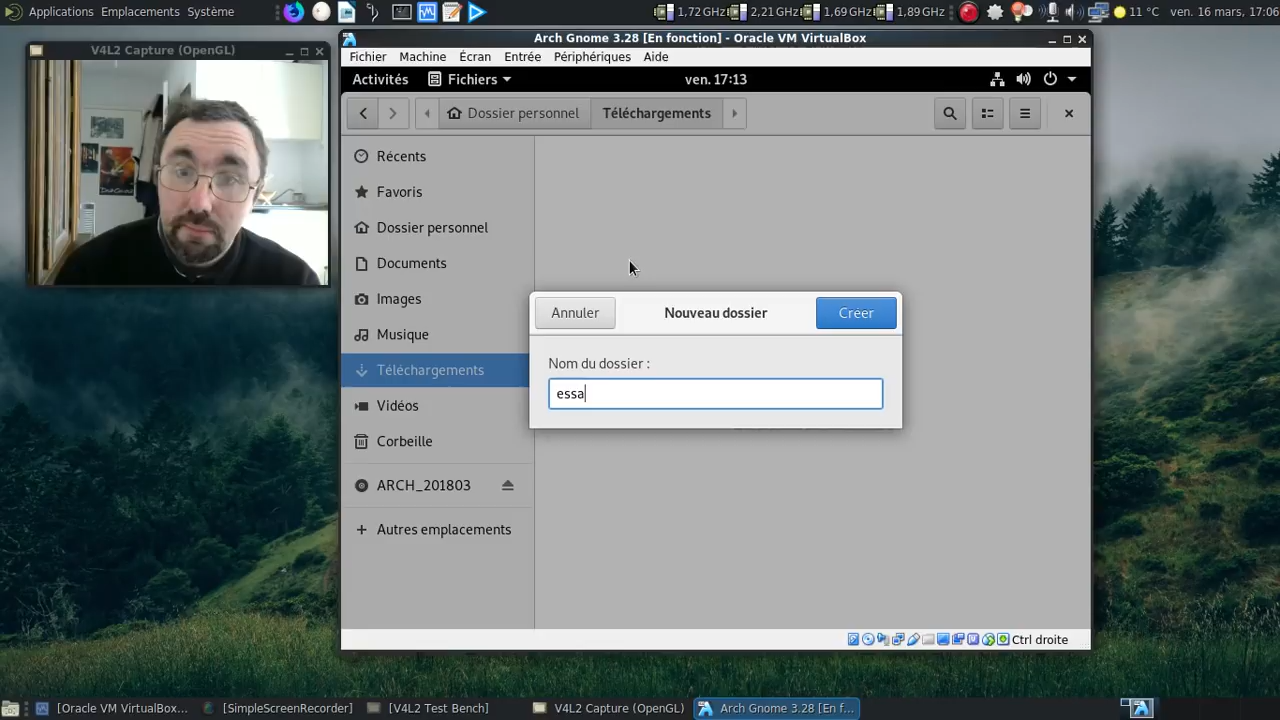 Applications Emplacements Système
1,72 GHz 2,21 GHz 1,69 GHz 1,89 GHz 11 °C ven. 16 mars, 17:06
V4L2 Capture (OpenGL)
Arch Gnome 3.28 [En fonction] - Oracle VM VirtualBox
Fichier Machine Écran Entrée Périphériques Aide
Activités Fichiers ven. 17:13
Dossier personnel Téléchargements
Récents
Favoris
Dossier personnel
Documents
Images
Musique
Téléchargements
Vidéos
Corbeille
ARCH_201803
Autres emplacements
Annuler Nouveau dossier Créer
Nom du dossier :
essa
Ctrl droite
[Oracle VM VirtualBox... [SimpleScreenRecorder] [V4L2 Test Bench] V4L2 Capture (OpenGL) Arch Gnome 3.28 [En f...